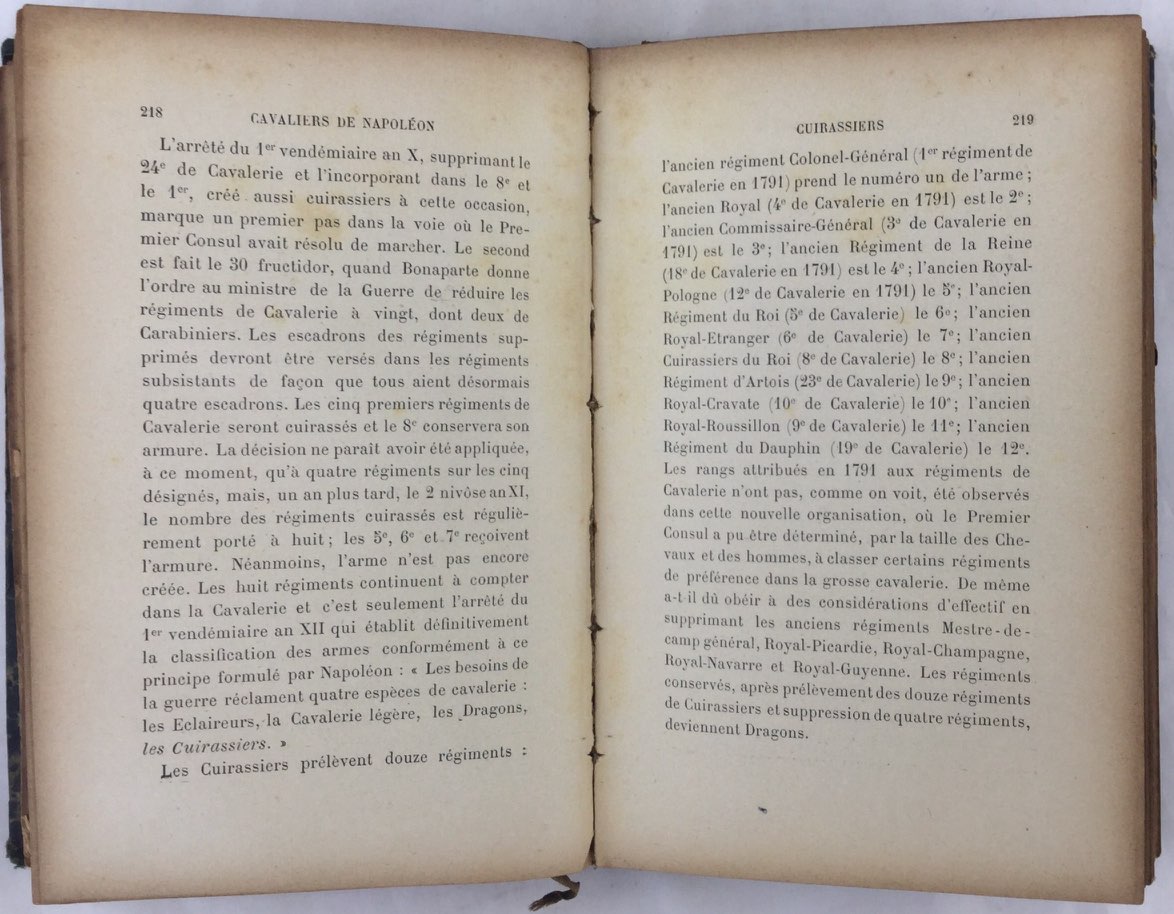 218
CAVALIERS DE NAPOLÉON
L'arrêté du 1er vendémiaire an X, supprimant le
24e de Cavalerie et l'incorporant dans le 8e et
le 1er, créé aussi cuirassiers à cette occasion,
marque un premier pas dans la voie où le Pre-
mier Consul avait résolu de marcher. Le second
est fait le 30 fructidor, quand Bonaparte donne
l'ordre au ministre de la Guerre de réduire les
régiments de Cavalerie à vingt, dont deux de
Carabiniers. Les escadrons des régiments sup-
primés devront être versés dans les régiments
subsistants de façon que tous aient désormais
quatre escadrons. Les cinq premiers régiments de
Cavalerie seront cuirassés et le 8e conservera son
armure. La décision ne paraît avoir été appliquée,
à ce moment, qu'à quatre régiments sur les cinq
désignés, mais, un an plus tard, le 2 nivôse an XI,
le nombre des régiments cuirassés est réguliè-
rement porté à huit; les 5e, 6e et 7e reçoivent
l'armure. Néanmoins, l'arme n'est pas encore
créée. Les huit régiments continuent à compter
dans la Cavalerie et c'est seulement l'arrêté du
1er vendémiaire an XII qui établit définitivement
la classification des armes conformément à ce
principe formulé par Napoléon : « Les besoins de
la guerre réclament quatre espèces de cavalerie :
les Eclaireurs, la Cavalerie légère, les Dragons,
les Cuirassiers. »
Les Cuirassiers prélèvent douze régiments :
CUIRASSIERS
219
l'ancien régiment Colonel-Général (1er régiment de
Cavalerie en 1791) prend le numéro un de l'arme ;
l'ancien Royal (4e de Cavalerie en 1791) est le 2e ;
l'ancien Commissaire-Général (3e de Cavalerie en
1791) est le 3e; l'ancien Régiment de la Reine
(18e de Cavalerie en 1791) est le 4e ; l'ancien Royal-
Pologne (12e de Cavalerie en 1791) le 5e; l'ancien
Régiment du Roi (5e de Cavalerie) le 6e ; l'ancien
Royal-Etranger (6e de Cavalerie) le 7e; l'ancien
Cuirassiers du Roi (8e de Cavalerie) le 8e; l'ancien
Régiment d'Artois (23e de Cavalerie) le 9e; l'ancien
Royal-Cravate (10e de Cavalerie) le 10e; l'ancien
Royal-Roussillon (9e de Cavalerie) le 11e; l'ancien
Régiment du Dauphin (19e de Cavalerie) le 12e.
Les rangs attribués en 1791 aux régiments de
Cavalerie n'ont pas, comme on voit, été observés
dans cette nouvelle organisation, où le Premier
Consul a pu être déterminé, par la taille des Che-
vaux et des hommes, à classer certains régiments
de préférence dans la grosse cavalerie. De même
a-t il dû obéir à des considérations d'effectif en
supprimant les anciens régiments Mestre-de-
camp général, Royal-Picardie, Royal-Champagne,
Royal-Navarre et Royal-Guyenne. Les régiments
conservés, après prélèvement des douze régiments
de Cuirassiers et suppression de quatre régiments,
deviennent Dragons.